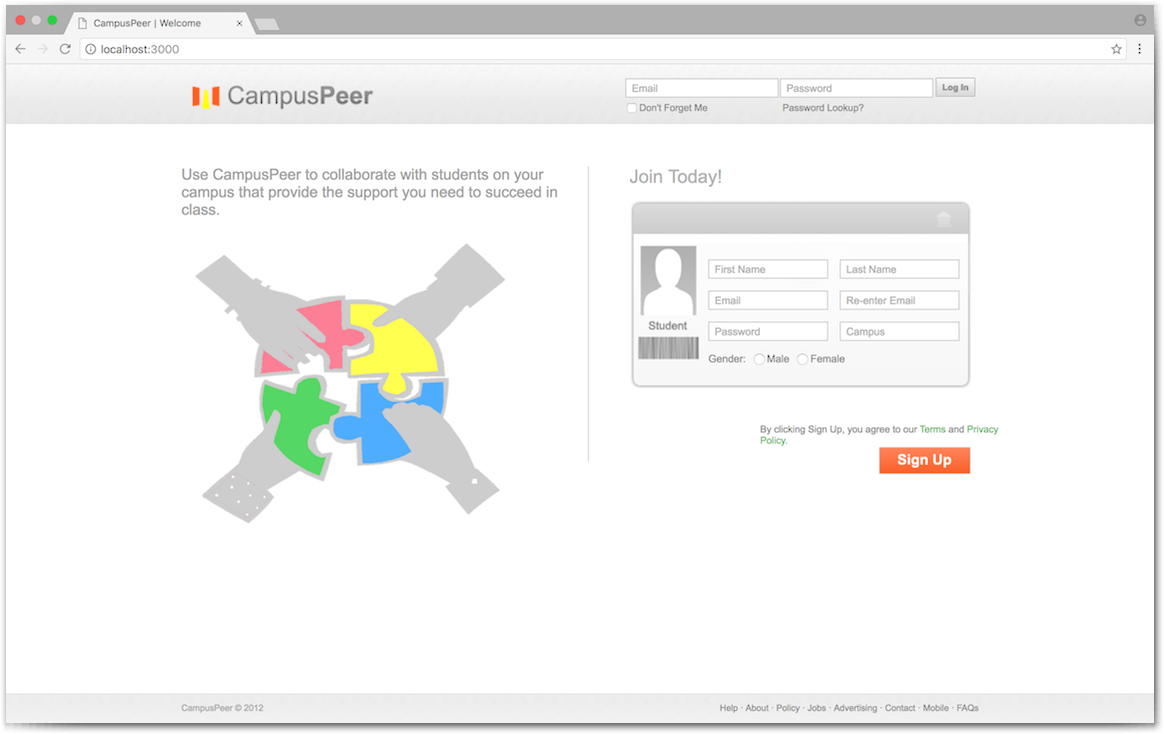 CampusPeer | Welcome
localhost:3000
CampusPeer
Email
Password
Log In
Don't Forget Me
Password Lookup?
Use CampusPeer to collaborate with students on your
campus that provide the support you need to succeed in
class.
Join Today!
First Name
Last Name
Email
Re-enter Email
Student
Password
Campus
Gender: Male Female
By clicking Sign Up, you agree to our Terms and Privacy
Policy.
Sign Up
CampusPeer © 2012
Help · About · Policy · Jobs · Advertising · Contact · Mobile · FAQs